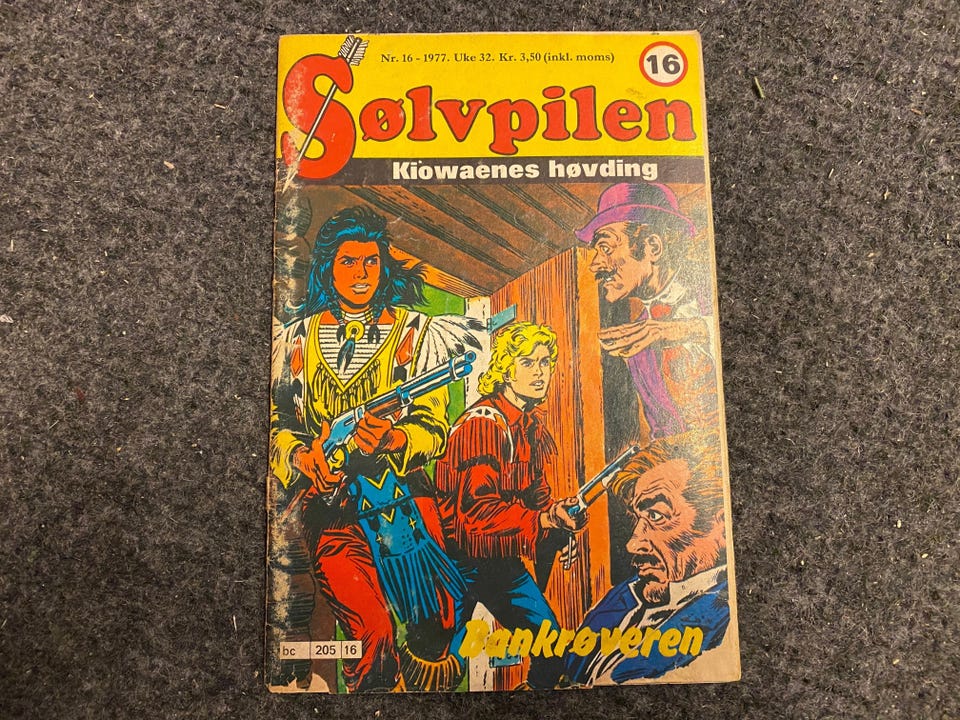 Nr. 16 - 1977. Uke 32. Kr. 3,50 (inkl. moms)
16
Sølvpilen
Kiowaenes høvding
Bankrøveren
bc 205 16